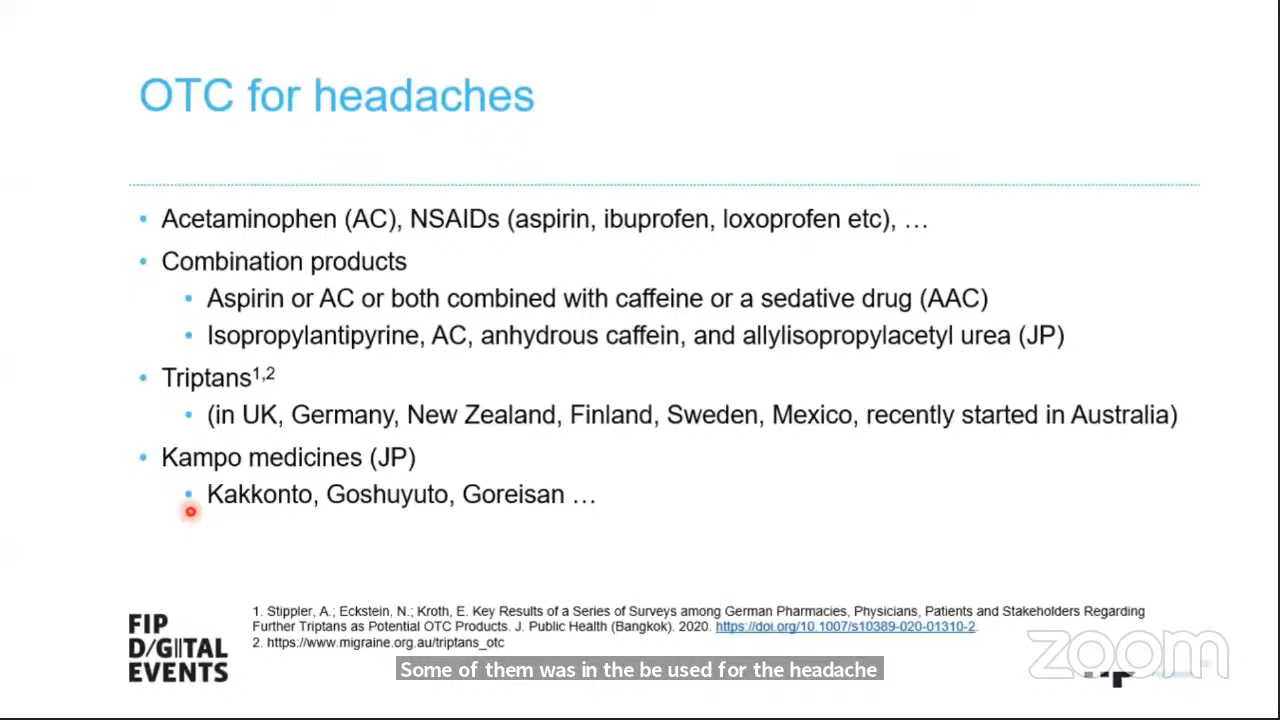 OTC for headaches
• Acetaminophen (AC), NSAIDs (aspirin, ibuprofen, loxoprofen etc), …
• Combination products
• Aspirin or AC or both combined with caffeine or a sedative drug (AAC)
• Isopropylantipyrine, AC, anhydrous caffein, and allylisopropylacetyl urea (JP)
• Triptans1,2
• (in UK, Germany, New Zealand, Finland, Sweden, Mexico, recently started in Australia)
• Kampo medicines (JP)
• Kakkonto, Goshuyuto, Goreisan …
1. Stippler, A.; Eckstein, N.; Kroth, E. Key Results of a Series of Surveys among German Pharmacies, Physicians, Patients and Stakeholders Regarding
Further Triptans as Potential OTC Products. J. Public Health (Bangkok). 2020. https://doi.org/10.1007/s10389-020-01310-2.
2. https://www.migraine.org.au/triptans_otc
FIP
D/GITAL
EVENTS
zoom
Some of them was in the be used for the headache